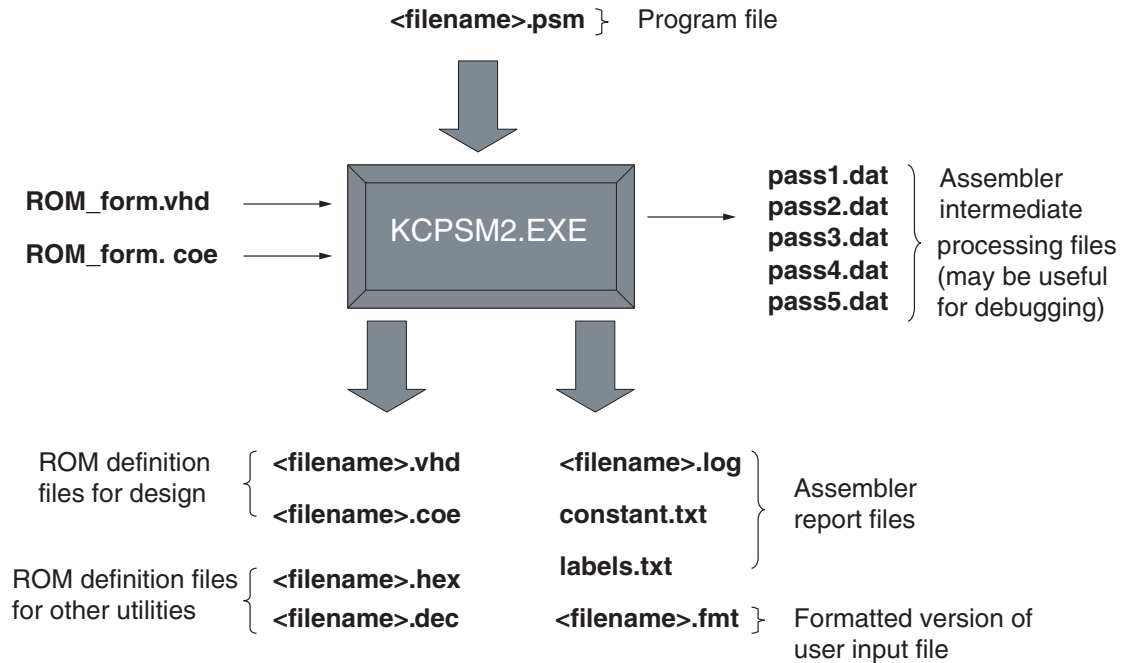 <filename>.psm } Program file
ROM_form.vhd
ROM_form. coe
KCPSM2.EXE
pass1.dat
pass2.dat
pass3.dat
pass4.dat
pass5.dat
Assembler
intermediate
processing files
(may be useful
for debugging)
ROM definition
files for design
<filename>.vhd
<filename>.coe
ROM definition files
for other utilities
<filename>.hex
<filename>.dec
<filename>.log
constant.txt
labels.txt
Assembler
report files
<filename>.fmt } Formatted version of
user input file